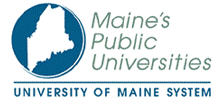 Maine's
Public
Universities
UNIVERSITY OF MAINE SYSTEM